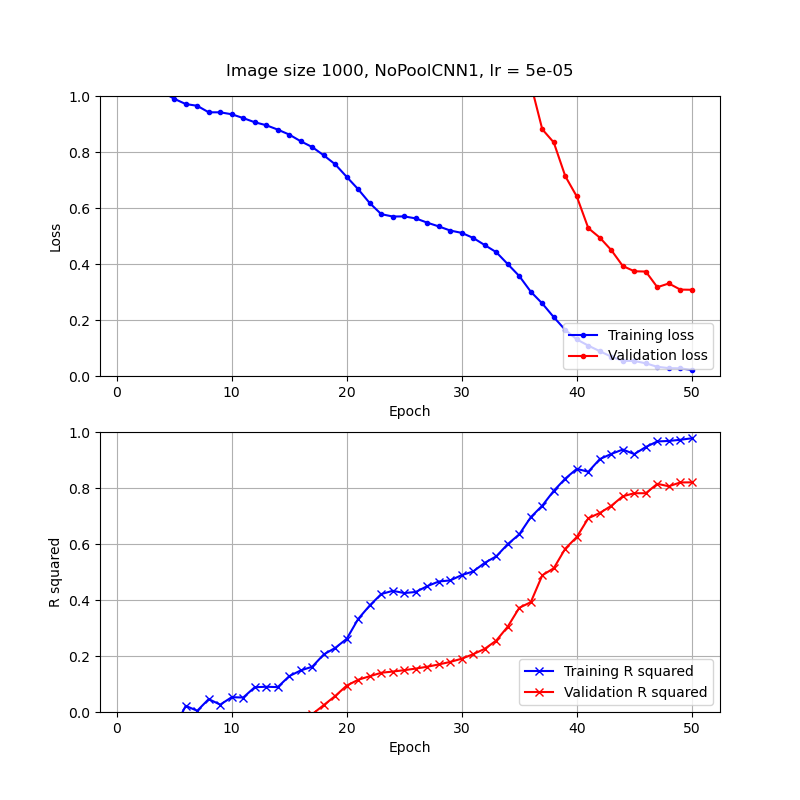 Image size 1000, NoPoolCNN1, lr = 5e-05
1.0
0.8
0.6
0.4
0.2
0.0
Loss
Training loss
Validation loss
0 10 20 30 40 50
Epoch
1.0
0.8
0.6
0.4
0.2
0.0
R squared
Training R squared
Validation R squared
0 10 20 30 40 50
Epoch